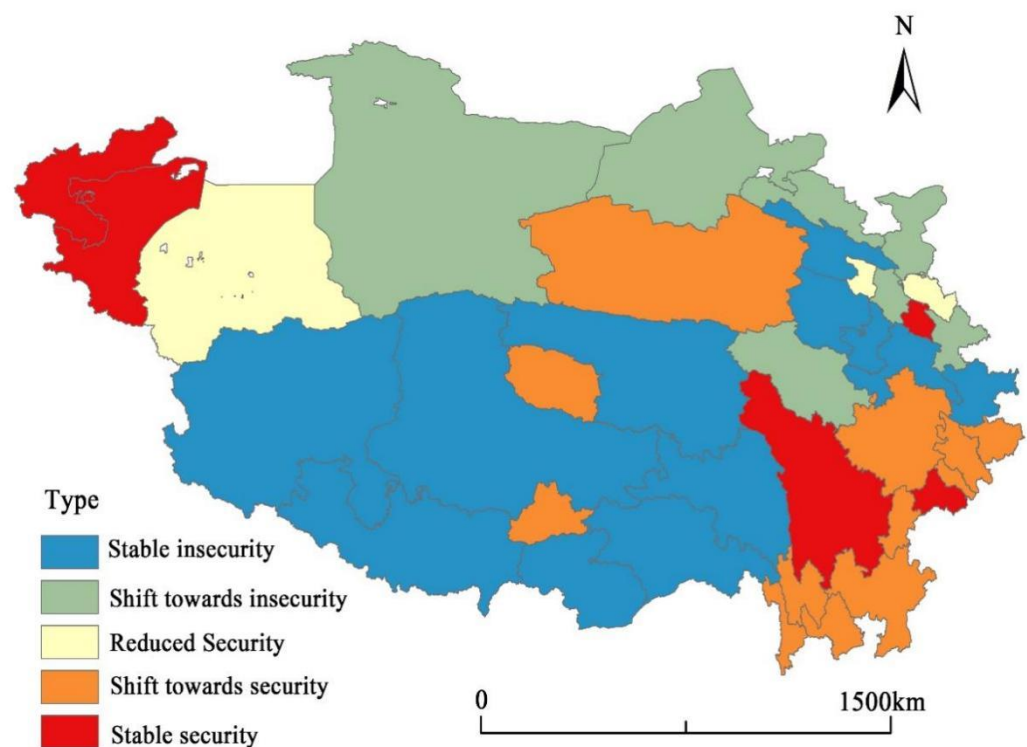 N
Type
Stable insecurity
Shift towards insecurity
Reduced Security
Shift towards security
Stable security
0 1500km